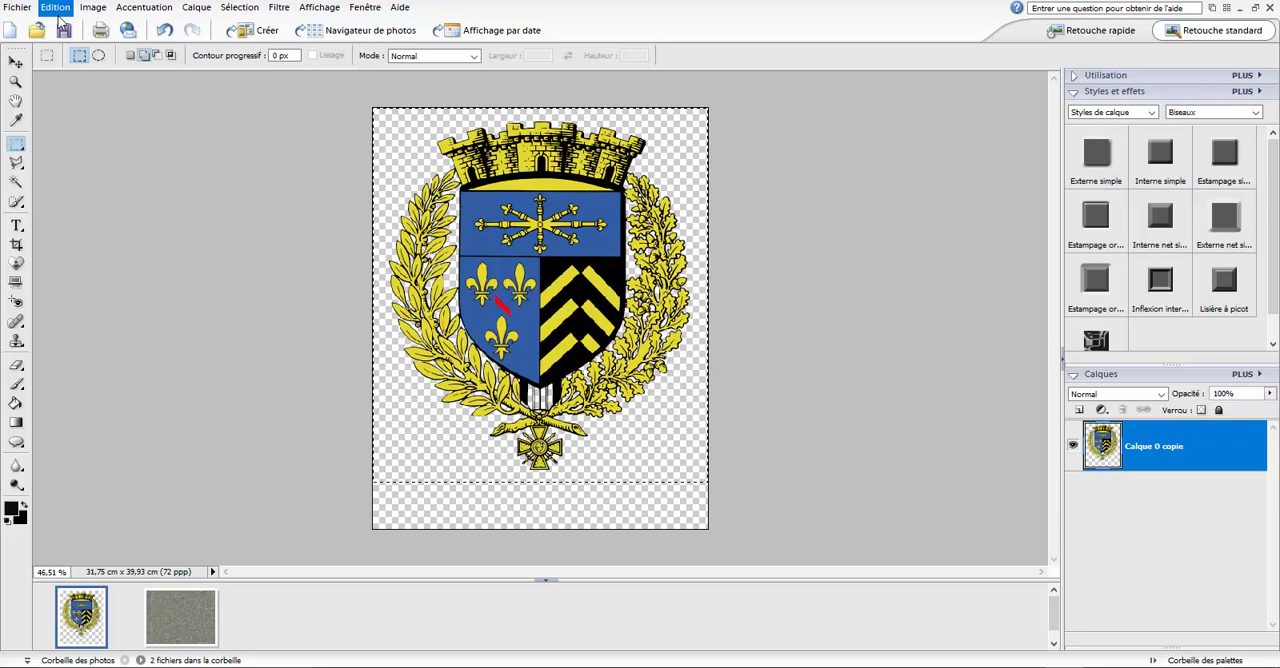 Fichier Edition Image Accentuation Calque Sélection Filtre Affichage Fenêtre Aide Entrer une question pour obtenir de l'aide
Créer Navigateur de photos Affichage par date Retouche rapide Retouche standard
Contour progressif : 0 px Lissage Mode : Normal Largeur : Hauteur :
Utilisation PLUS
Styles et effets PLUS
Styles de calque Biseaux
Externe simple Interne simple Estampage si...
Estampage or... Interne net si... Externe net si...
Estampage or... Inflexion inter... Lisière à picot
Calques PLUS
Normal Opacité : 100%
Verrou :
Calque 0 copie
46,51 % 31,75 cm x 39,93 cm (72 ppp)
Corbeille des photos 2 fichiers dans la corbeille Corbeille des palettes